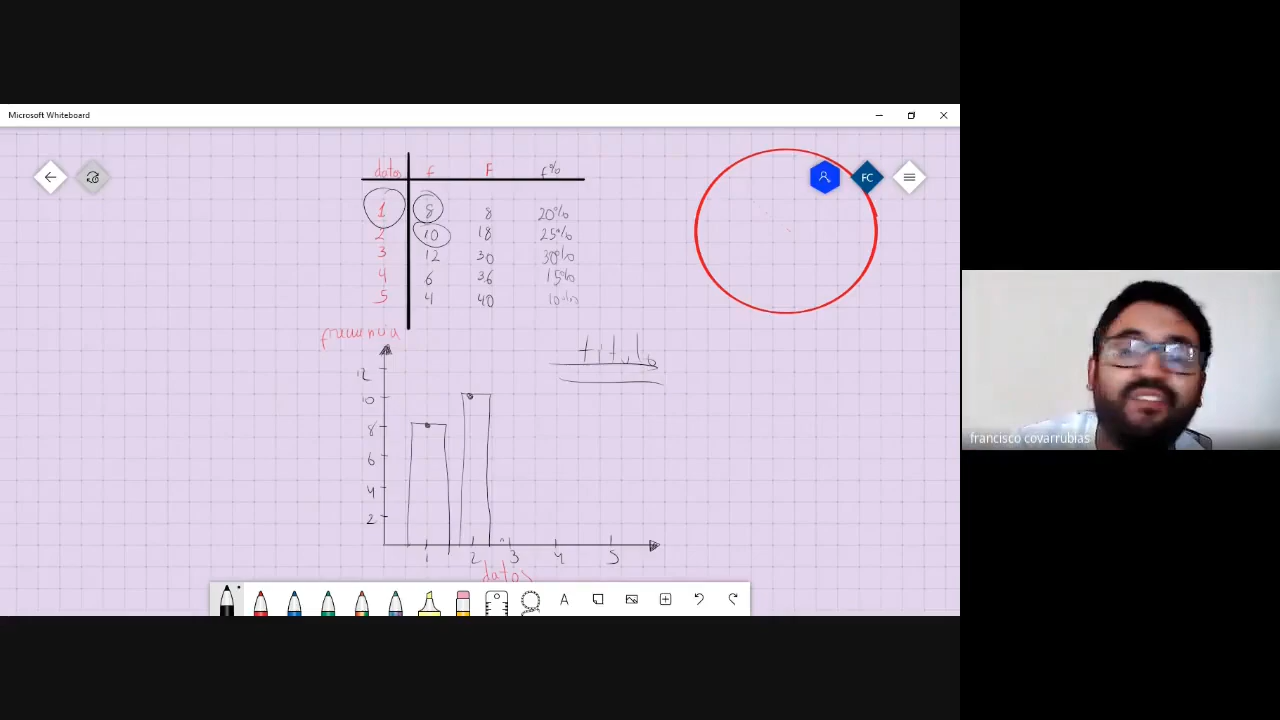 Microsoft Whiteboard
datos f F f%
FC
1 8 8 20%
2 10 18 25%
3 12 30 30%
4 6 36 15%
5 4 40 10%
frecuencia
titulo
12
10
8
6
4
2
1 2 3 4 5
datos
A
francisco covarrubias